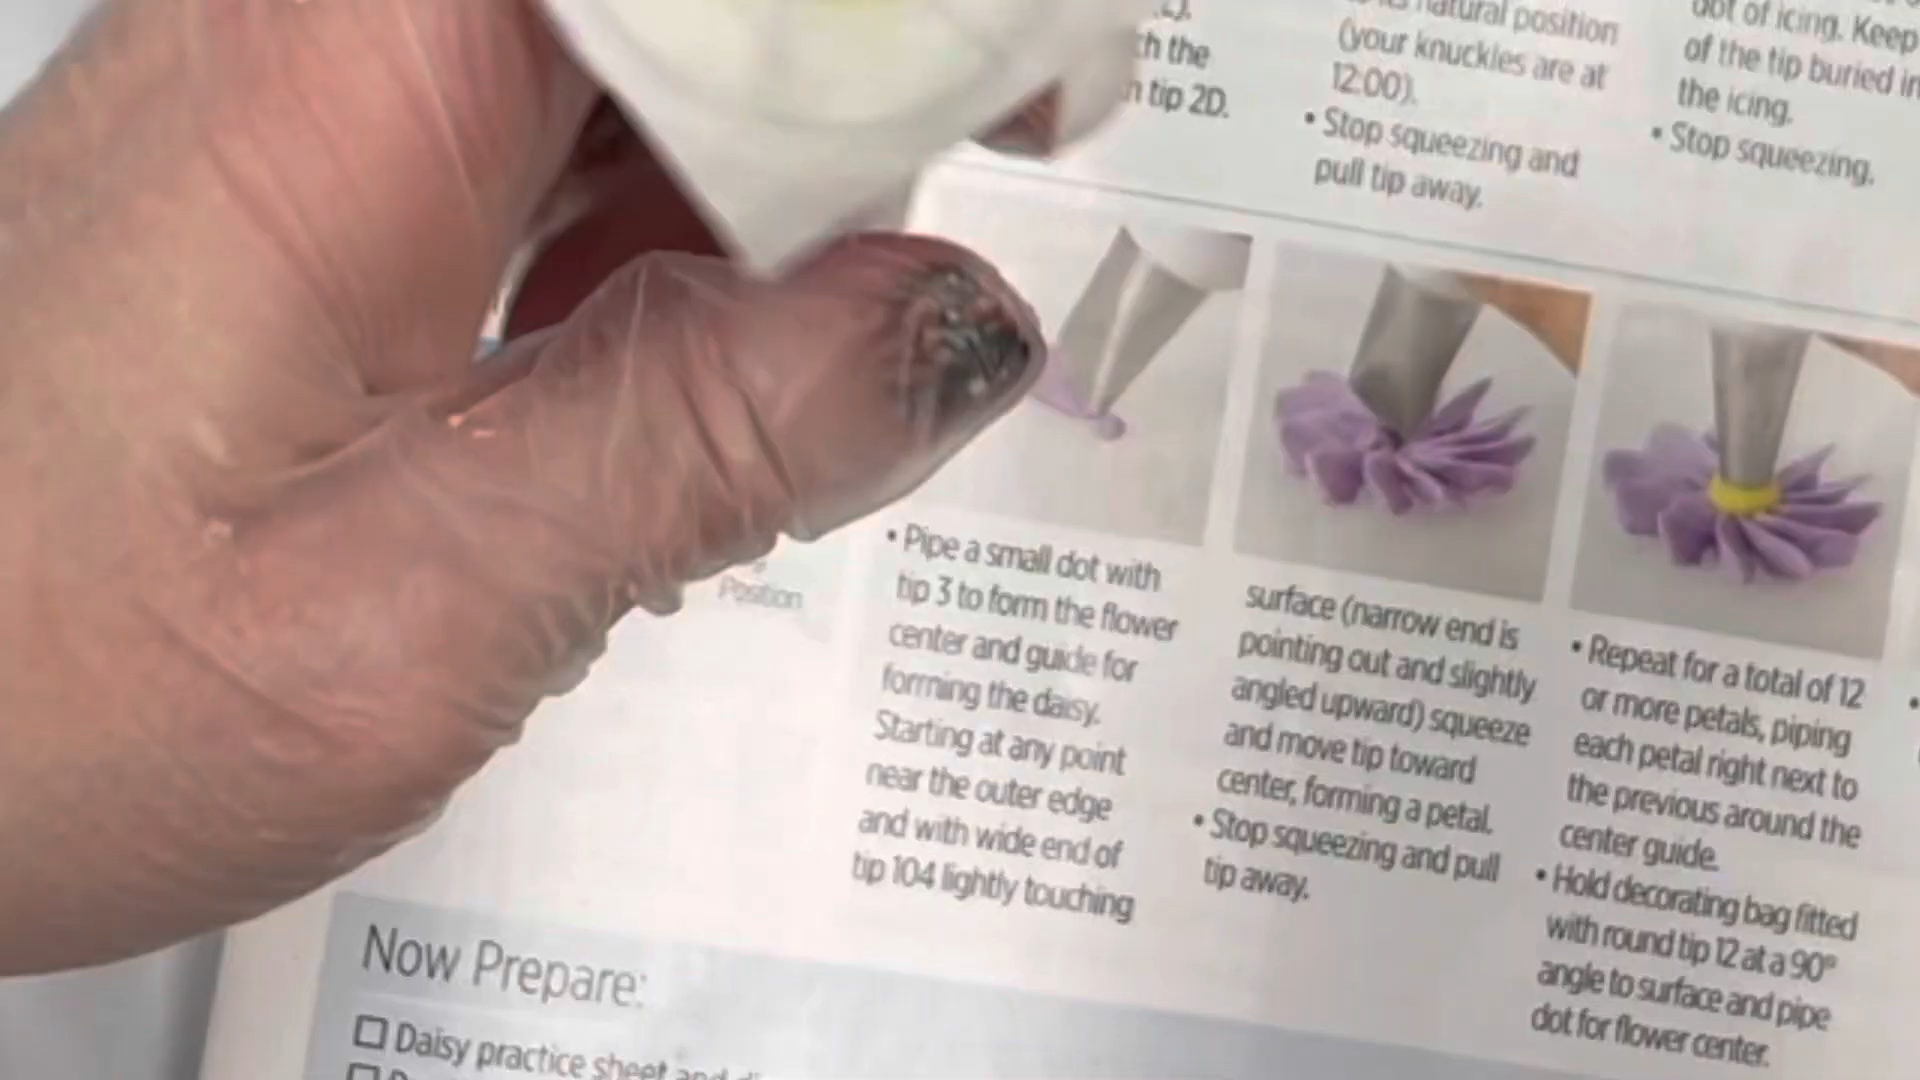 th the
tip 2D.
natural position
(your knuckles are at
12:00).
• Stop squeezing and
pull tip away.
dot of icing. Keep
of the tip buried in
the icing.
• Stop squeezing.
Position
• Pipe a small dot with
tip 3 to form the flower
center and guide for
forming the daisy.
Starting at any point
near the outer edge
and with wide end of
tip 104 lightly touching
surface (narrow end is
pointing out and slightly
angled upward) squeeze
and move tip toward
center, forming a petal.
• Stop squeezing and pull
tip away.
• Repeat for a total of 12
or more petals, piping
each petal right next to
the previous around the
center guide.
• Hold decorating bag fitted
with round tip 12 at a 90°
angle to surface and pipe
dot for flower center.
Now Prepare:
Daisy practice sheet and